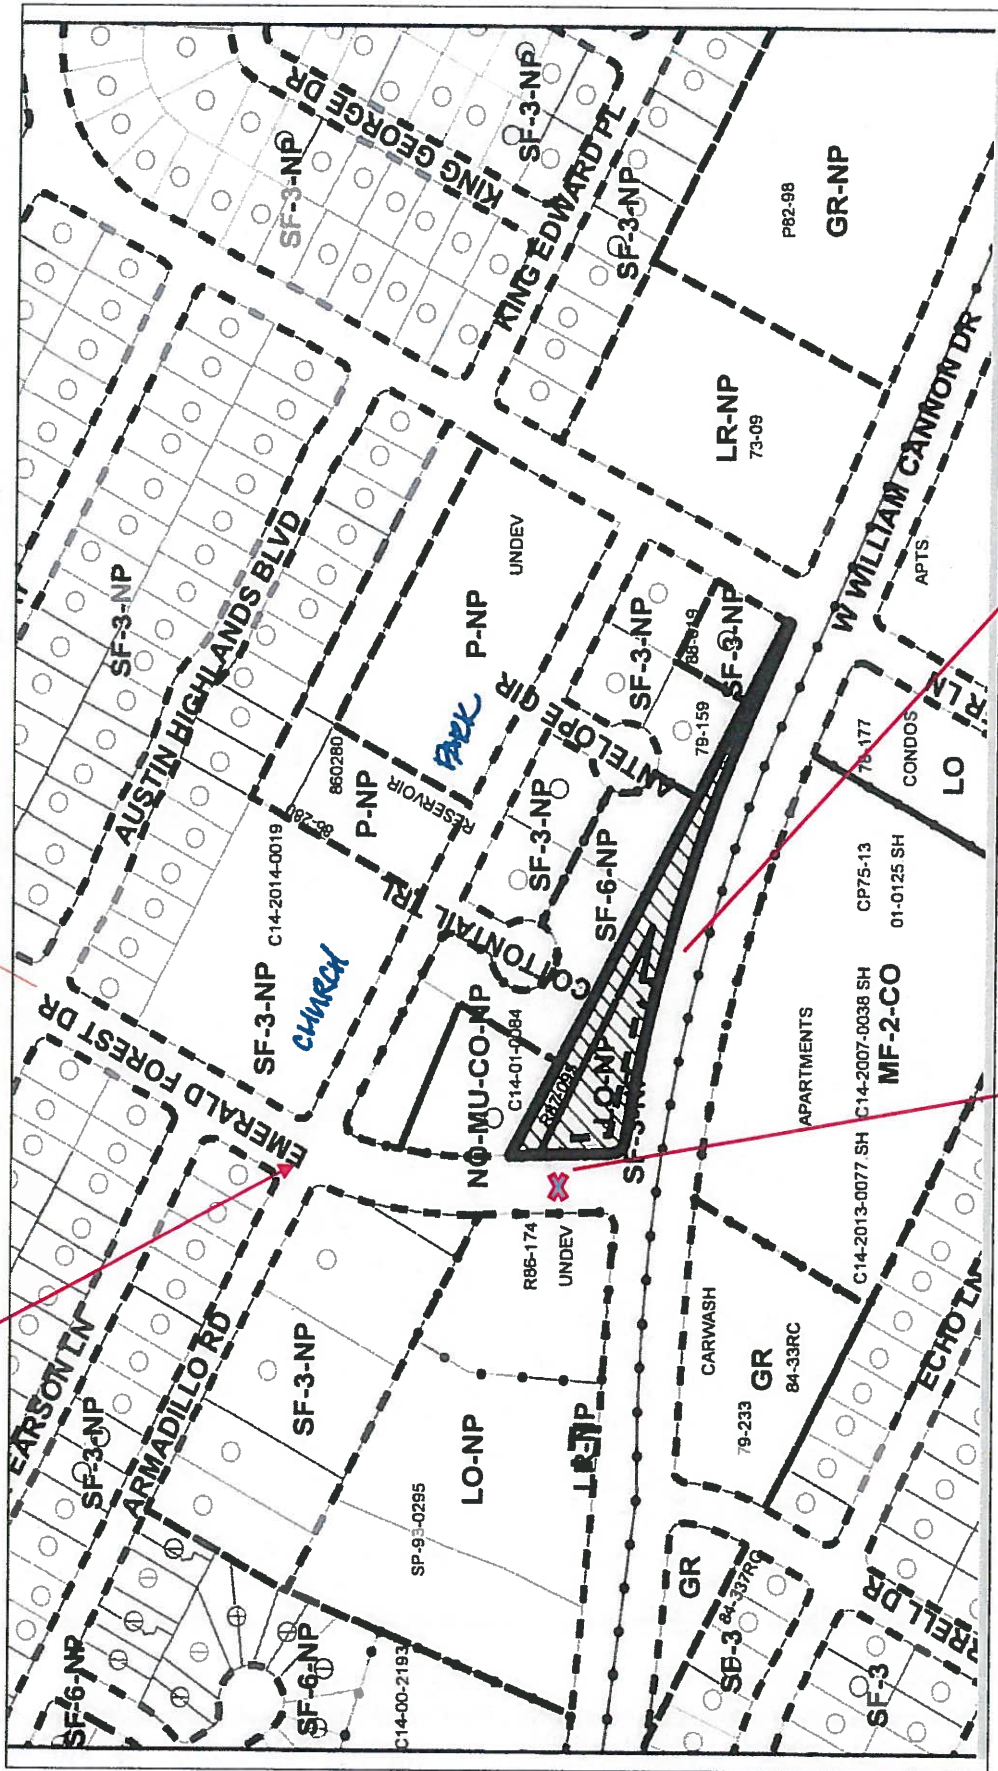 KING GEORGE DR
SF-3-NP
SF-3-NP
KING EDWARD PL
SF-3-NP
P82-98
GR-NP
LR-NP
73-09
W WILLIAM CANNON DR
APTS
AUSTIN HIGHLANDS BLVD
SF-3-NP
UNDEV
P-NP
PARK
860280
86-280
P-NP
RESERVOIR
ANTELOPE CIR
SF-3-NP
SF-3-NP
79-159
CONDOS
LO
SF-3-NP
SF-6-NP
COTTONTAIL TRL
C14-2014-0019
SF-3-NP
CHURCH
EMERALD FOREST DR
NO-MU-CO-NP
C14-01-0084
LO-NP
CP75-13
01-0125 SH
APARTMENTS
MF-2-CO
C14-2007-0038 SH
C14-2013-0077.SH
R86-174
UNDEV
ARMADILLO RD
SF-3-NP
SF-3-NP
LO-NP
SP-93-0295
CARWASH
GR
84-33RC
79-233
ECHO LN
GR
SF-3
84-337RC
SF-3
SF-6-NP
SF-6-NP
C14-00-2193